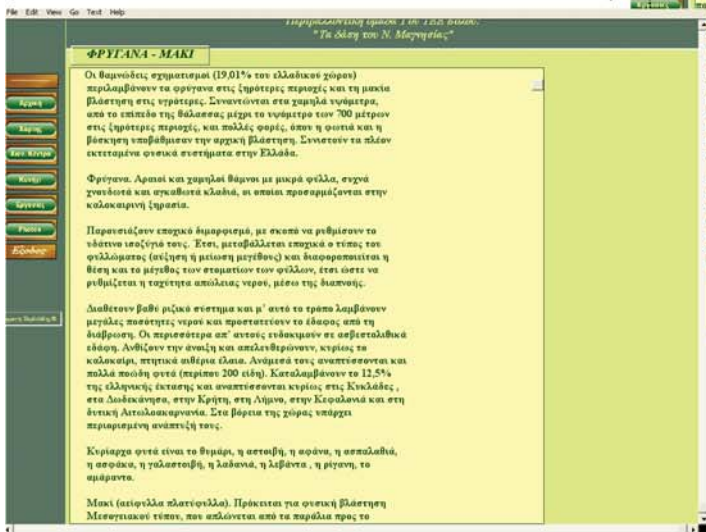 File Edit View Go Text Help
Περιβαλλοντική ομάδα 1ου ΤΕΕ Βόλου:
"Τα δάση του Ν. Μαγνησίας"
ΦΡΥΓΑΝΑ - ΜΑΚΙ
Οι θαμνώδεις σχηματισμοί (19,01% του ελλαδικού χώρου)
περιλαμβάνουν τα φρύγανα στις ξηρότερες περιοχές και τη μακία
βλάστηση στις υγρότερες. Συναντώνται στα χαμηλά υψόμετρα,
από το επίπεδο της θάλασσας μέχρι το υψόμετρο των 700 μέτρων
στις ξηρότερες περιοχές, και πολλές φορές, όπου η φωτιά και η
βόσκηση υποβάθμισαν την αρχική βλάστηση. Συνιστούν τα πλέον
εκτεταμένα φυσικά συστήματα στην Ελλάδα.
Φρύγανα. Αραιοί και χαμηλοί θάμνοι με μικρά φύλλα, συχνά
χνουδωτά και αγκαθωτά κλαδιά, οι οποίοι προσαρμόζονται στην
καλοκαιρινή ξηρασία.
Παρουσιάζουν εποχικό διμορφισμό, με σκοπό να ρυθμίσουν το
υδάτινο ισοζύγιό τους. Έτσι, μεταβάλλεται εποχικά ο τύπος του
φυλλώματος (αύξηση ή μείωση μεγέθους) και διαφοροποιείται η
θέση και το μέγεθος των στοματίων των φύλλων, έτσι ώστε να
ρυθμίζεται η ταχύτητα απώλειας νερού, μέσω της διαπνοής.
Διαθέτουν βαθύ ριζικό σύστημα και μ' αυτό το τρόπο λαμβάνουν
μεγάλες ποσότητες νερού και προστατεύουν το έδαφος από τη
διάβρωση. Οι περισσότερα απ' αυτούς ευδοκιμούν σε ασβεστολιθικά
εδάφη. Ανθίζουν την άνοιξη και απελευθερώνουν, κυρίως το
καλοκαίρι, πτητικά αιθέρια έλαια. Ανάμεσά τους αναπτύσσονται και
πολλά ποώδη φυτά (περίπου 200 είδη). Καταλαμβάνουν το 12,5%
της ελληνικής έκτασης και αναπτύσσονται κυρίως στις Κυκλάδες ,
στα Δωδεκάνησα, στην Κρήτη, στη Λήμνο, στην Κεφαλονιά και στη
δυτική Αιτωλοακαρνανία. Στα βόρεια της χώρας υπάρχει
περιορισμένη ανάπτυξή τους.
Κυρίαρχα φυτά είναι το θυμάρι, η αστοιβή, η αφάνα, η ασπαλαθιά,
η ασφάκα, η γαλαστοιβή, η λαδανιά, η λεβάντα , η ρίγανη, το
αμάραντο.
Μακί (αείφυλλα πλατύφυλλα). Πρόκειται για φυσική βλάστηση
Μεσογειακού τύπου, που απλώνεται από τα παράλια προς το
Αρχική
Χάρτης
Κυνήγι
Έρευνες
Photos
Έξοδος